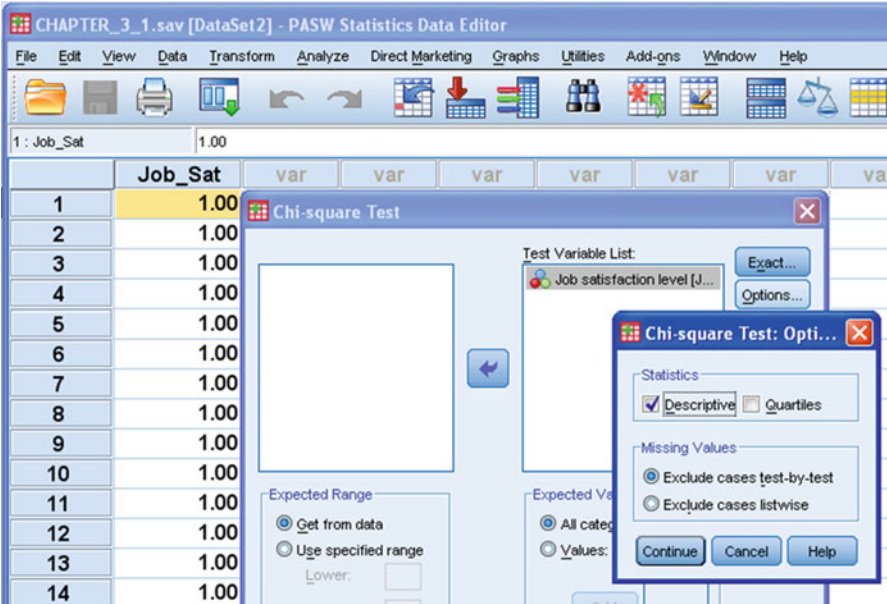 CHAPTER_3_1.sav [DataSet2] - PASW Statistics Data Editor
File Edit View Data Transform Analyze Direct Marketing Graphs Utilities Add-ons Window Help
1 : Job_Sat 1.00
Job_Sat var var var var var var va
1 1.00
2 1.00
3 1.00
4 1.00
5 1.00
6 1.00
7 1.00
8 1.00
9 1.00
10 1.00
11 1.00
12 1.00
13 1.00
14 1.00
Chi-square Test
Test Variable List:
Job satisfaction level [J...
Exact...
Options...
Expected Range
Get from data
Use specified range
Lower:
Expected Va
All categ
Values:
Chi-square Test: Opti...
Statistics
Descriptive Quartiles
Missing Values
Exclude cases test-by-test
Exclude cases listwise
Continue Cancel Help